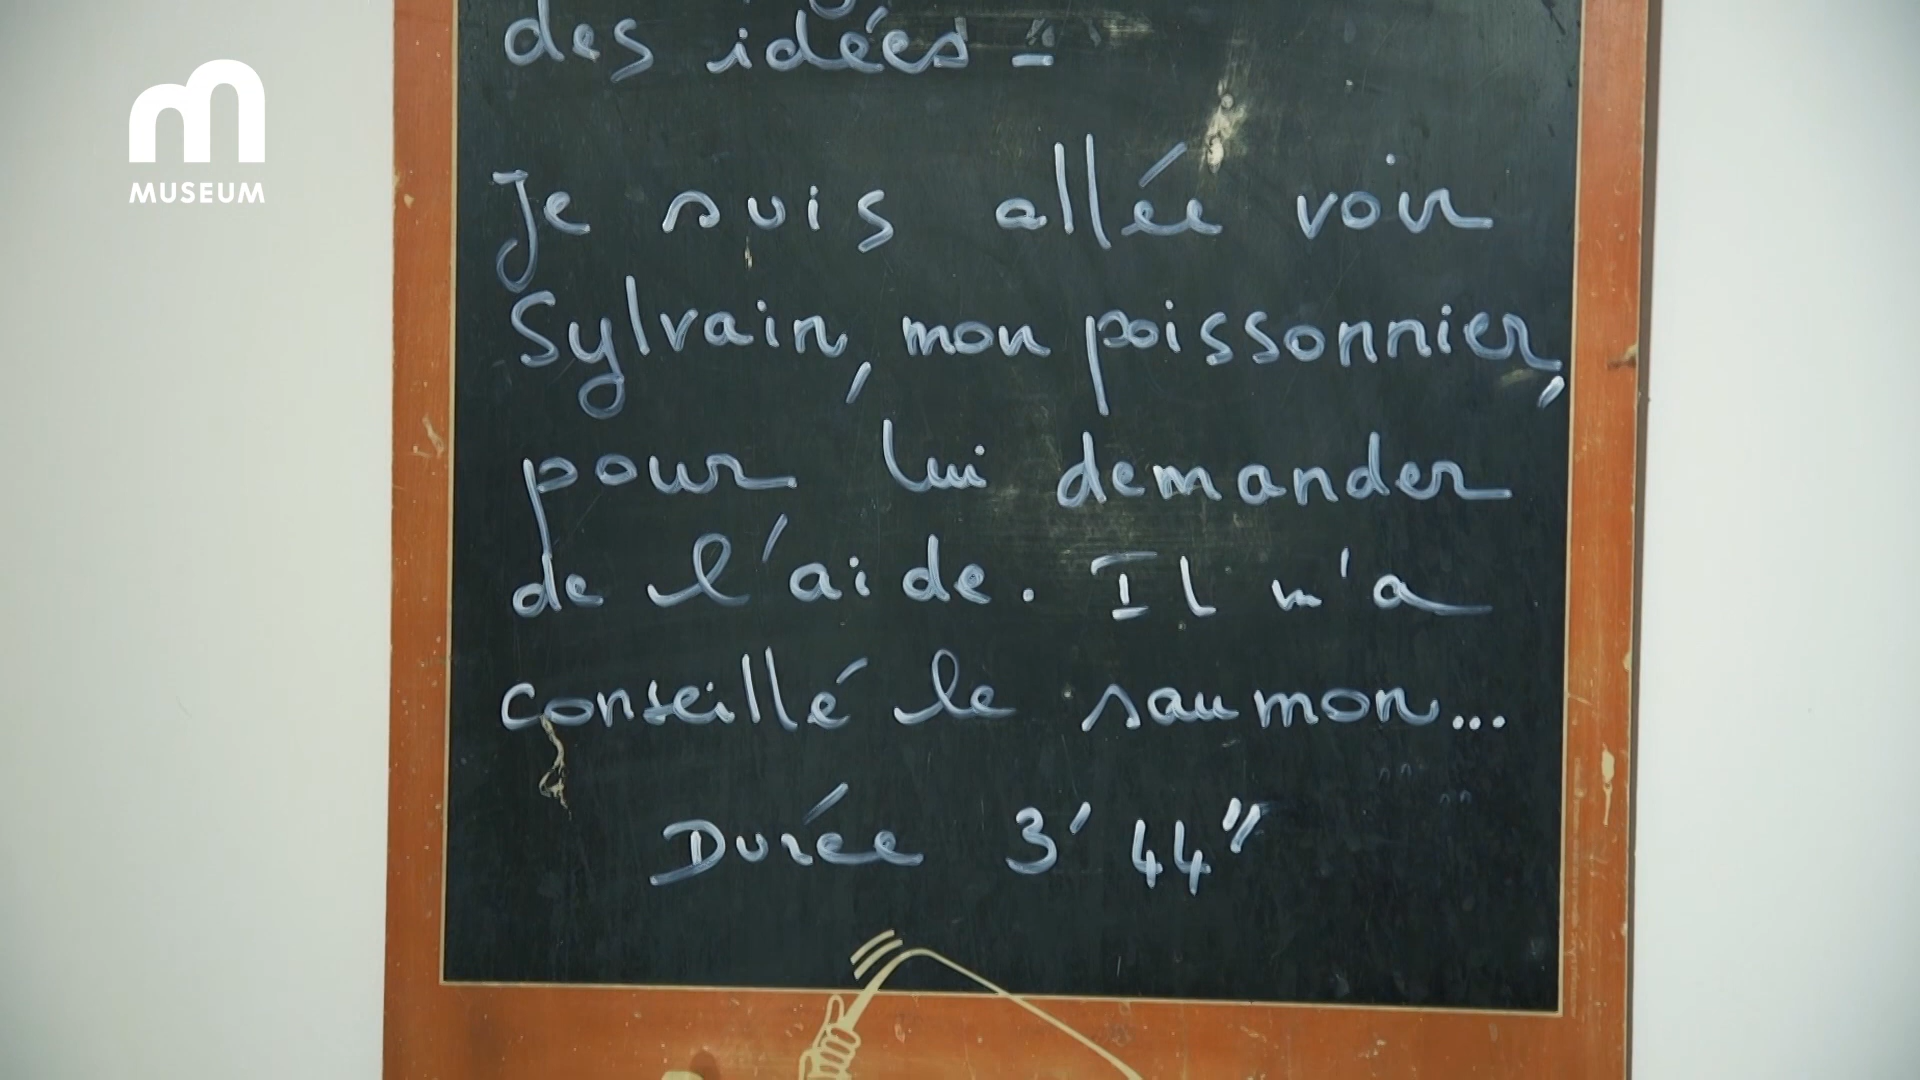 des idées -
MUSEUM
Je suis allée voir
Sylvain, mon poissonnier,
pour lui demander
de l'aide. Il m'a
conseillé le saumon...
Durée 3' 44"